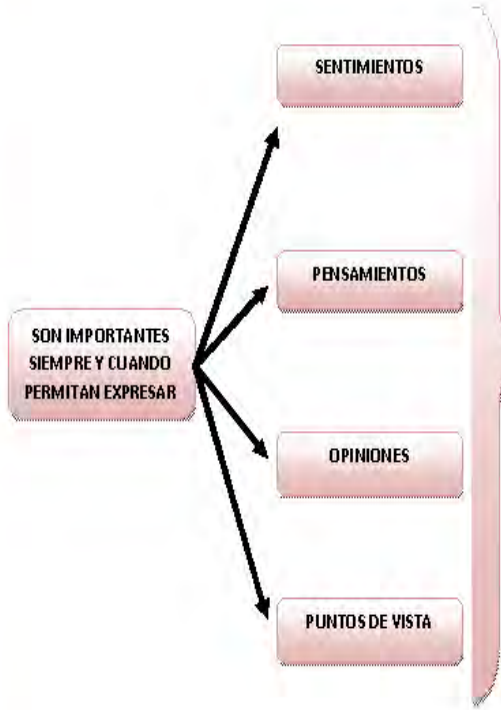 SENTIMIENTOS
PENSAMIENTOS
SON IMPORTANTES
SIEMPRE Y CUANDO
PERMITAN EXPRESAR
OPINIONES
PUNTOS DE VISTA